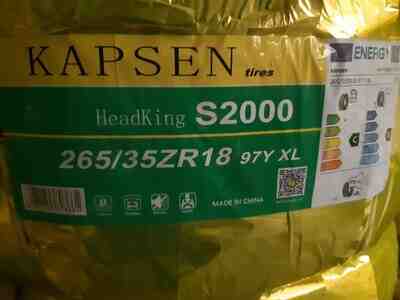 KAPSEN tires
HeadKing S2000
265/35ZR18 97Y XL
MADE IN CHINA
ENERG
C